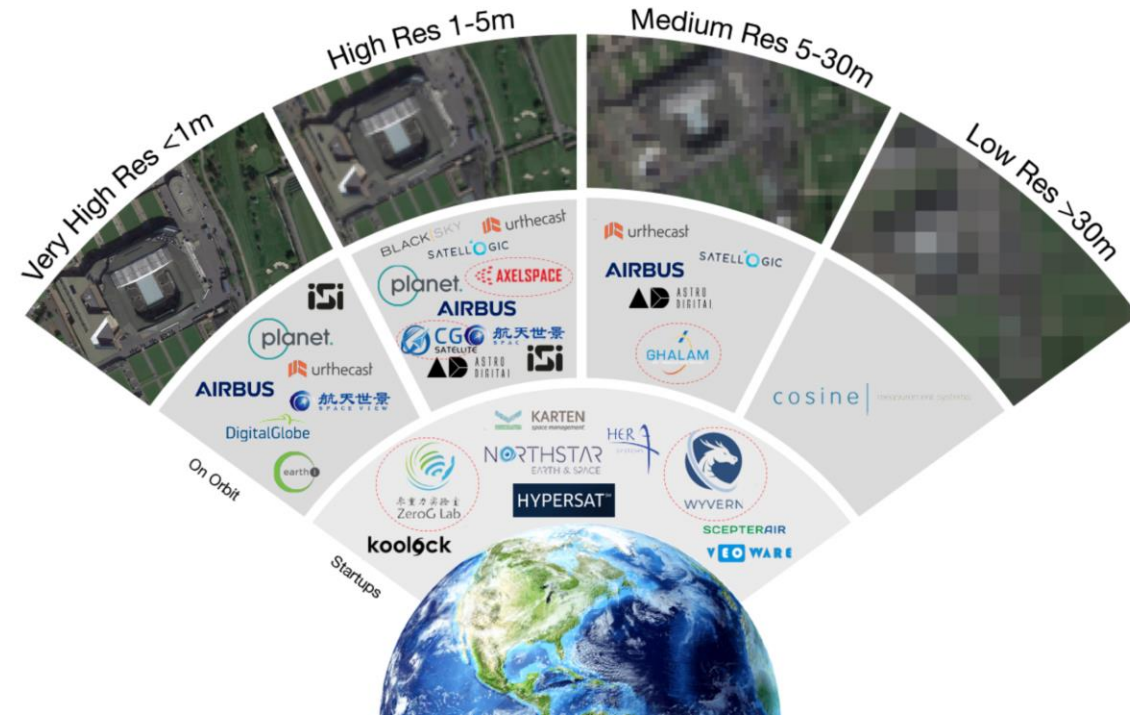 Very High Res <1m
High Res 1-5m
Medium Res 5-30m
Low Res >30m
iSi
planet.
urthecast
AIRBUS
航天世景
SPACE VIEW
DigitalGlobe
earth i
On Orbit
BLACKSKY
urthecast
SATELLOGIC
planet.
AXELSPACE
AIRBUS
CG
SATELLITE
航天世景
ASTRO
DIGITAL
iSi
urthecast
SATELLOGIC
AIRBUS
ASTRO
DIGITAL
GHALAM
cosine
KARTEN
space management
NORTHSTAR
EARTH & SPACE
HERA
SYSTEMS
HYPERSAT
ZeroG Lab
koolock
WYVERN
SCEPTERAIR
VEOWARE
Startups